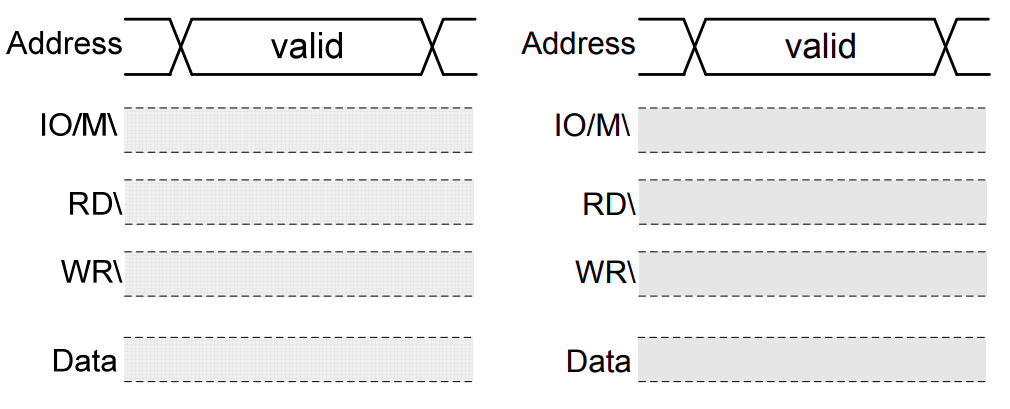 Address valid
IO/M\
RD\
WR\
Data
Address valid
IO/M\
RD\
WR\
Data